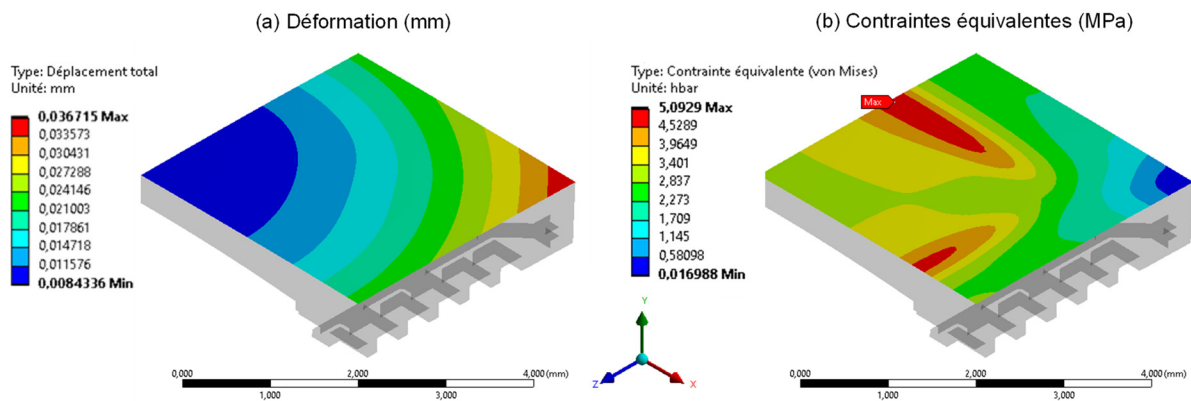 (a) Déformation (mm)
Type: Déplacement total
Unité: mm
0,036715 Max
0,033573
0,030431
0,027288
0,024146
0,021003
0,017861
0,014718
0,011576
0,0084336 Min
0,000
2,000
4,000 (mm)
1,000
3,000
Y
Z
X
(b) Contraintes équivalentes (MPa)
Type: Contrainte équivalente (von Mises)
Unité: hbar
5,0929 Max
4,5289
3,9649
3,401
2,837
2,273
1,709
1,145
0,58098
0,016988 Min
Max
0,000
2,000
4,000 (mm)
1,000
3,000